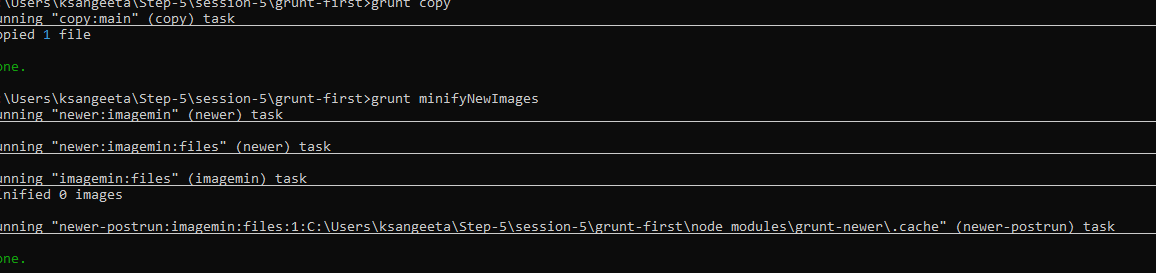 :\Users\ksangeeta\Step-5\session-5\grunt-first>grunt copy
unning "copy:main" (copy) task
opied 1 file
one.
:\Users\ksangeeta\Step-5\session-5\grunt-first>grunt minifyNewImages
unning "newer:imagemin" (newer) task
unning "newer:imagemin:files" (newer) task
unning "imagemin:files" (imagemin) task
inified 0 images
unning "newer-postrun:imagemin:files:1:C:\Users\ksangeeta\Step-5\session-5\grunt-first\node_modules\grunt-newer\.cache" (newer-postrun) task
one.